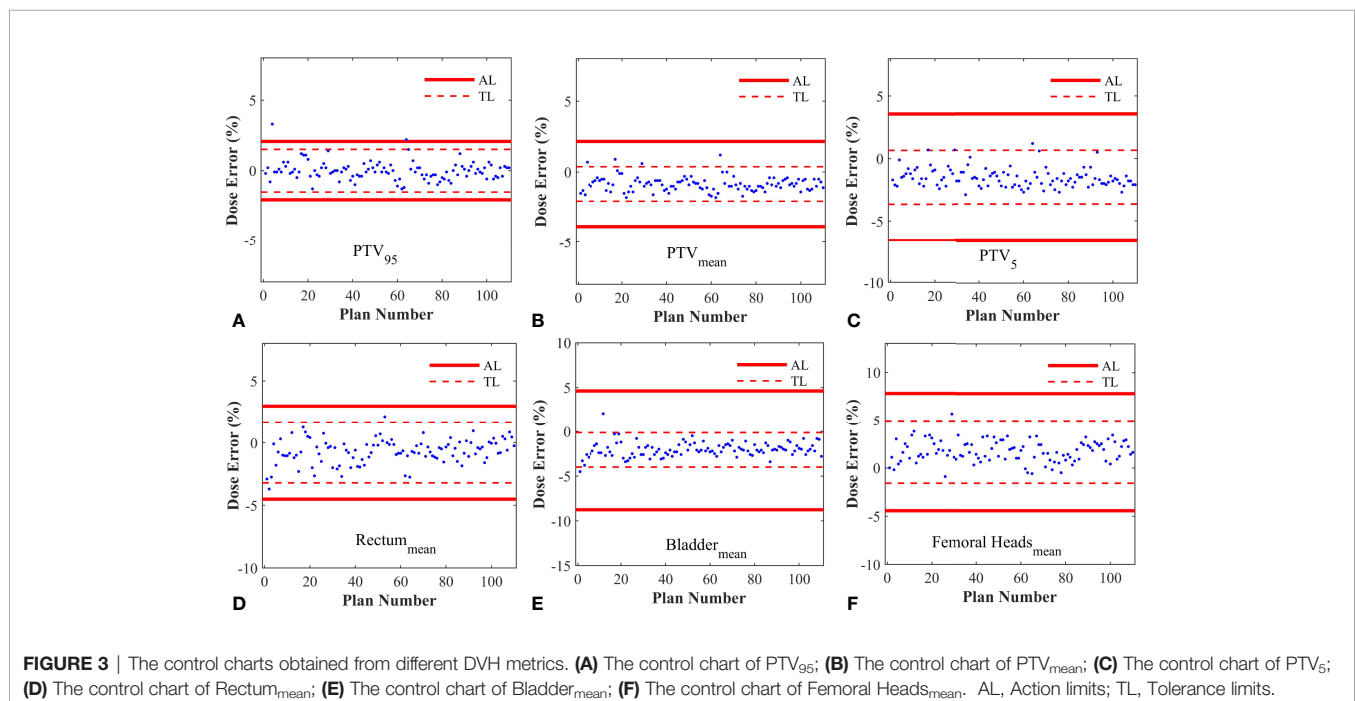 AL
TL
5
0
-5
Dose Error (%)
PTV95
0 20 40 60 80 100
Plan Number
A
AL
TL
5
0
-5
Dose Error (%)
PTVmean
0 20 40 60 80 100
Plan Number
B
AL
TL
5
0
-5
-10
Dose Error (%)
PTV5
0 20 40 60 80 100
Plan Number
C
AL
TL
5
0
-5
-10
Dose Error (%)
Rectummean
0 20 40 60 80 100
Plan Number
D
AL
TL
10
5
0
-5
-10
-15
Dose Error (%)
Bladdermean
0 20 40 60 80 100
Plan Number
E
AL
TL
10
5
0
-5
-10
Dose Error (%)
Femoral Headsmean
0 20 40 60 80 100
Plan Number
F
FIGURE 3 | The control charts obtained from different DVH metrics. (A) The control chart of PTV95; (B) The control chart of PTVmean; (C) The control chart of PTV5;
(D) The control chart of Rectummean; (E) The control chart of Bladdermean; (F) The control chart of Femoral Headsmean. AL, Action limits; TL, Tolerance limits.